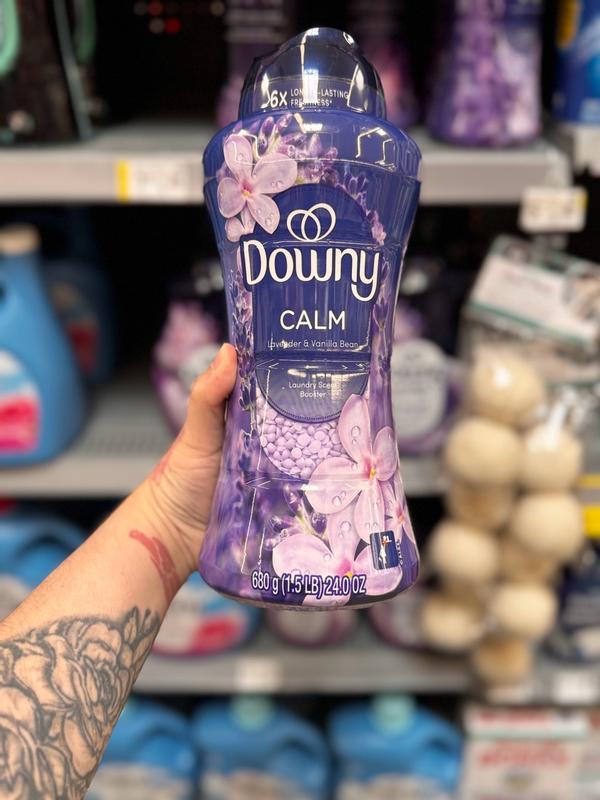 6X LONGER-LASTING
FRESHNESS*
Downy
CALM
Lavender & Vanilla Bean
Laundry Scent
Booster
680 g (1.5 LB) 24.0 OZ